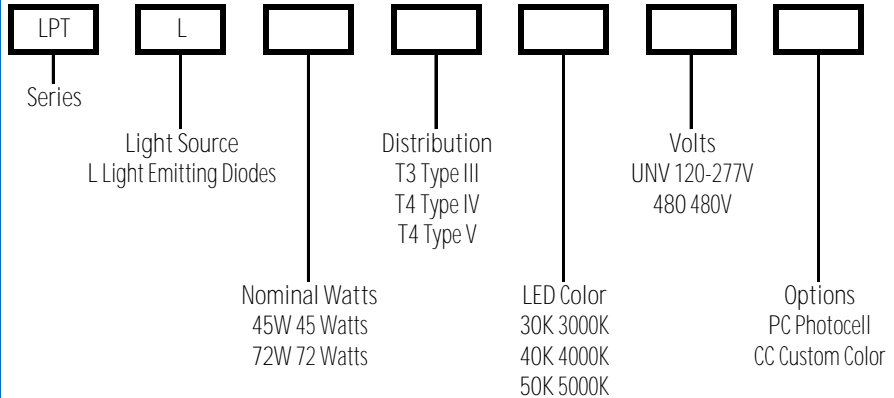 LPT
L
Series
Light Source
L Light Emitting Diodes
Nominal Watts
45W 45 Watts
72W 72 Watts
Distribution
T3 Type III
T4 Type IV
T4 Type V
LED Color
30K 3000K
40K 4000K
50K 5000K
Volts
UNV 120-277V
480 480V
Options
PC Photocell
CC Custom Color